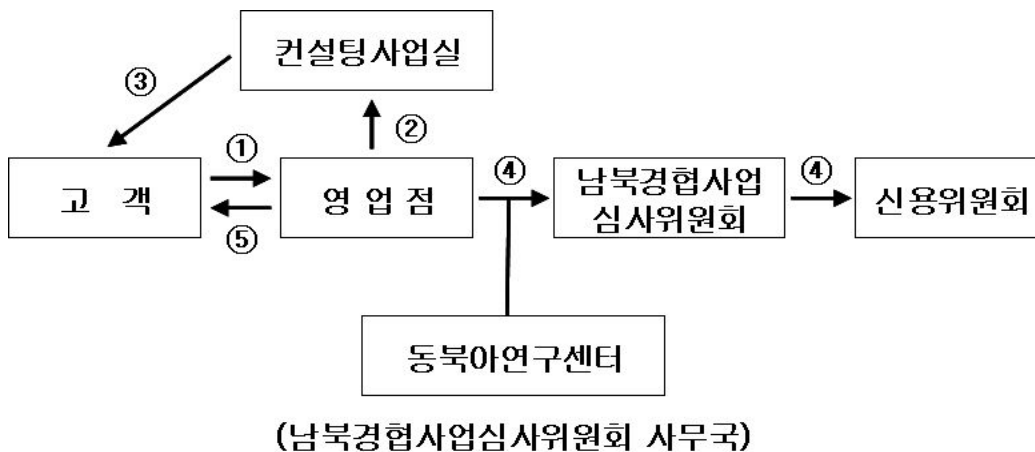 컨설팅사업실
③
②
①
④
④
고 객
영 업 점
남북경협사업
심사위원회
신용위원회
⑤
동북아연구센터
(남북경협사업심사위원회 사무국)